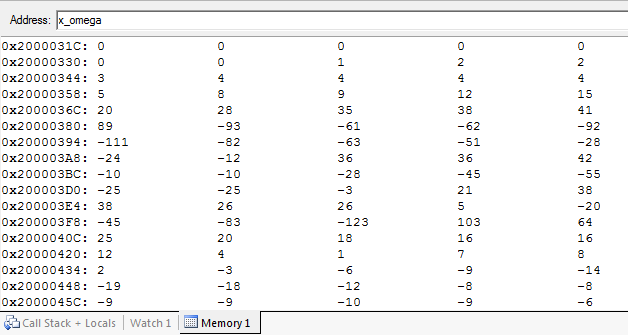 Address: x_omega
0x2000031C: 0 0 0 0 0
0x20000330: 0 0 1 2 2
0x20000344: 3 4 4 4 4
0x20000358: 5 8 9 12 15
0x2000036C: 20 28 35 38 41
0x20000380: 89 -93 -61 -62 -92
0x20000394: -111 -82 -63 -51 -28
0x200003A8: -24 -12 36 36 42
0x200003BC: -10 -10 -28 -45 -55
0x200003D0: -25 -25 -3 21 38
0x200003E4: 38 26 26 5 -20
0x200003F8: -45 -83 -123 103 64
0x2000040C: 25 20 18 16 16
0x20000420: 12 4 1 7 8
0x20000434: 2 -3 -6 -9 -14
0x20000448: -19 -18 -12 -8 -8
0x2000045C: -9 -9 -10 -9 -6
Call Stack + Locals Watch 1 Memory 1